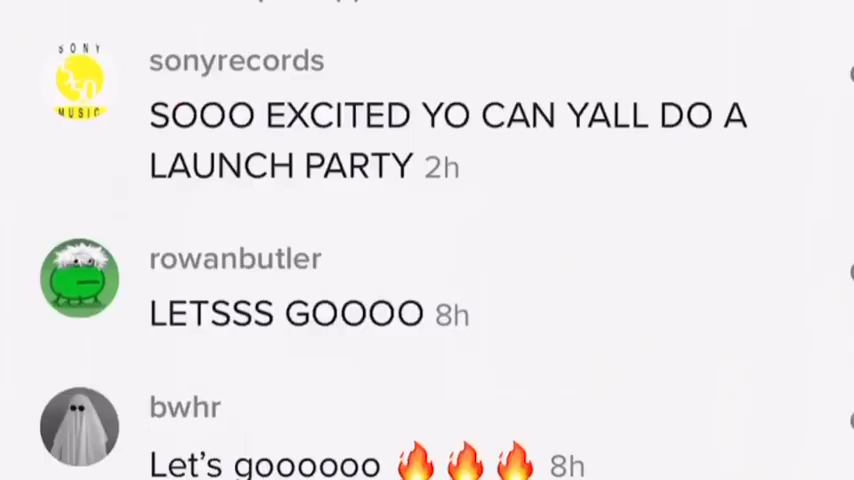 SONY
550
MUSIC
sonyrecords
SOOO EXCITED YO CAN YALL DO A
LAUNCH PARTY 2h
rowanbutler
LETSSS GOOOO 8h
bwhr
Let's goooooo 🔥🔥🔥 8h